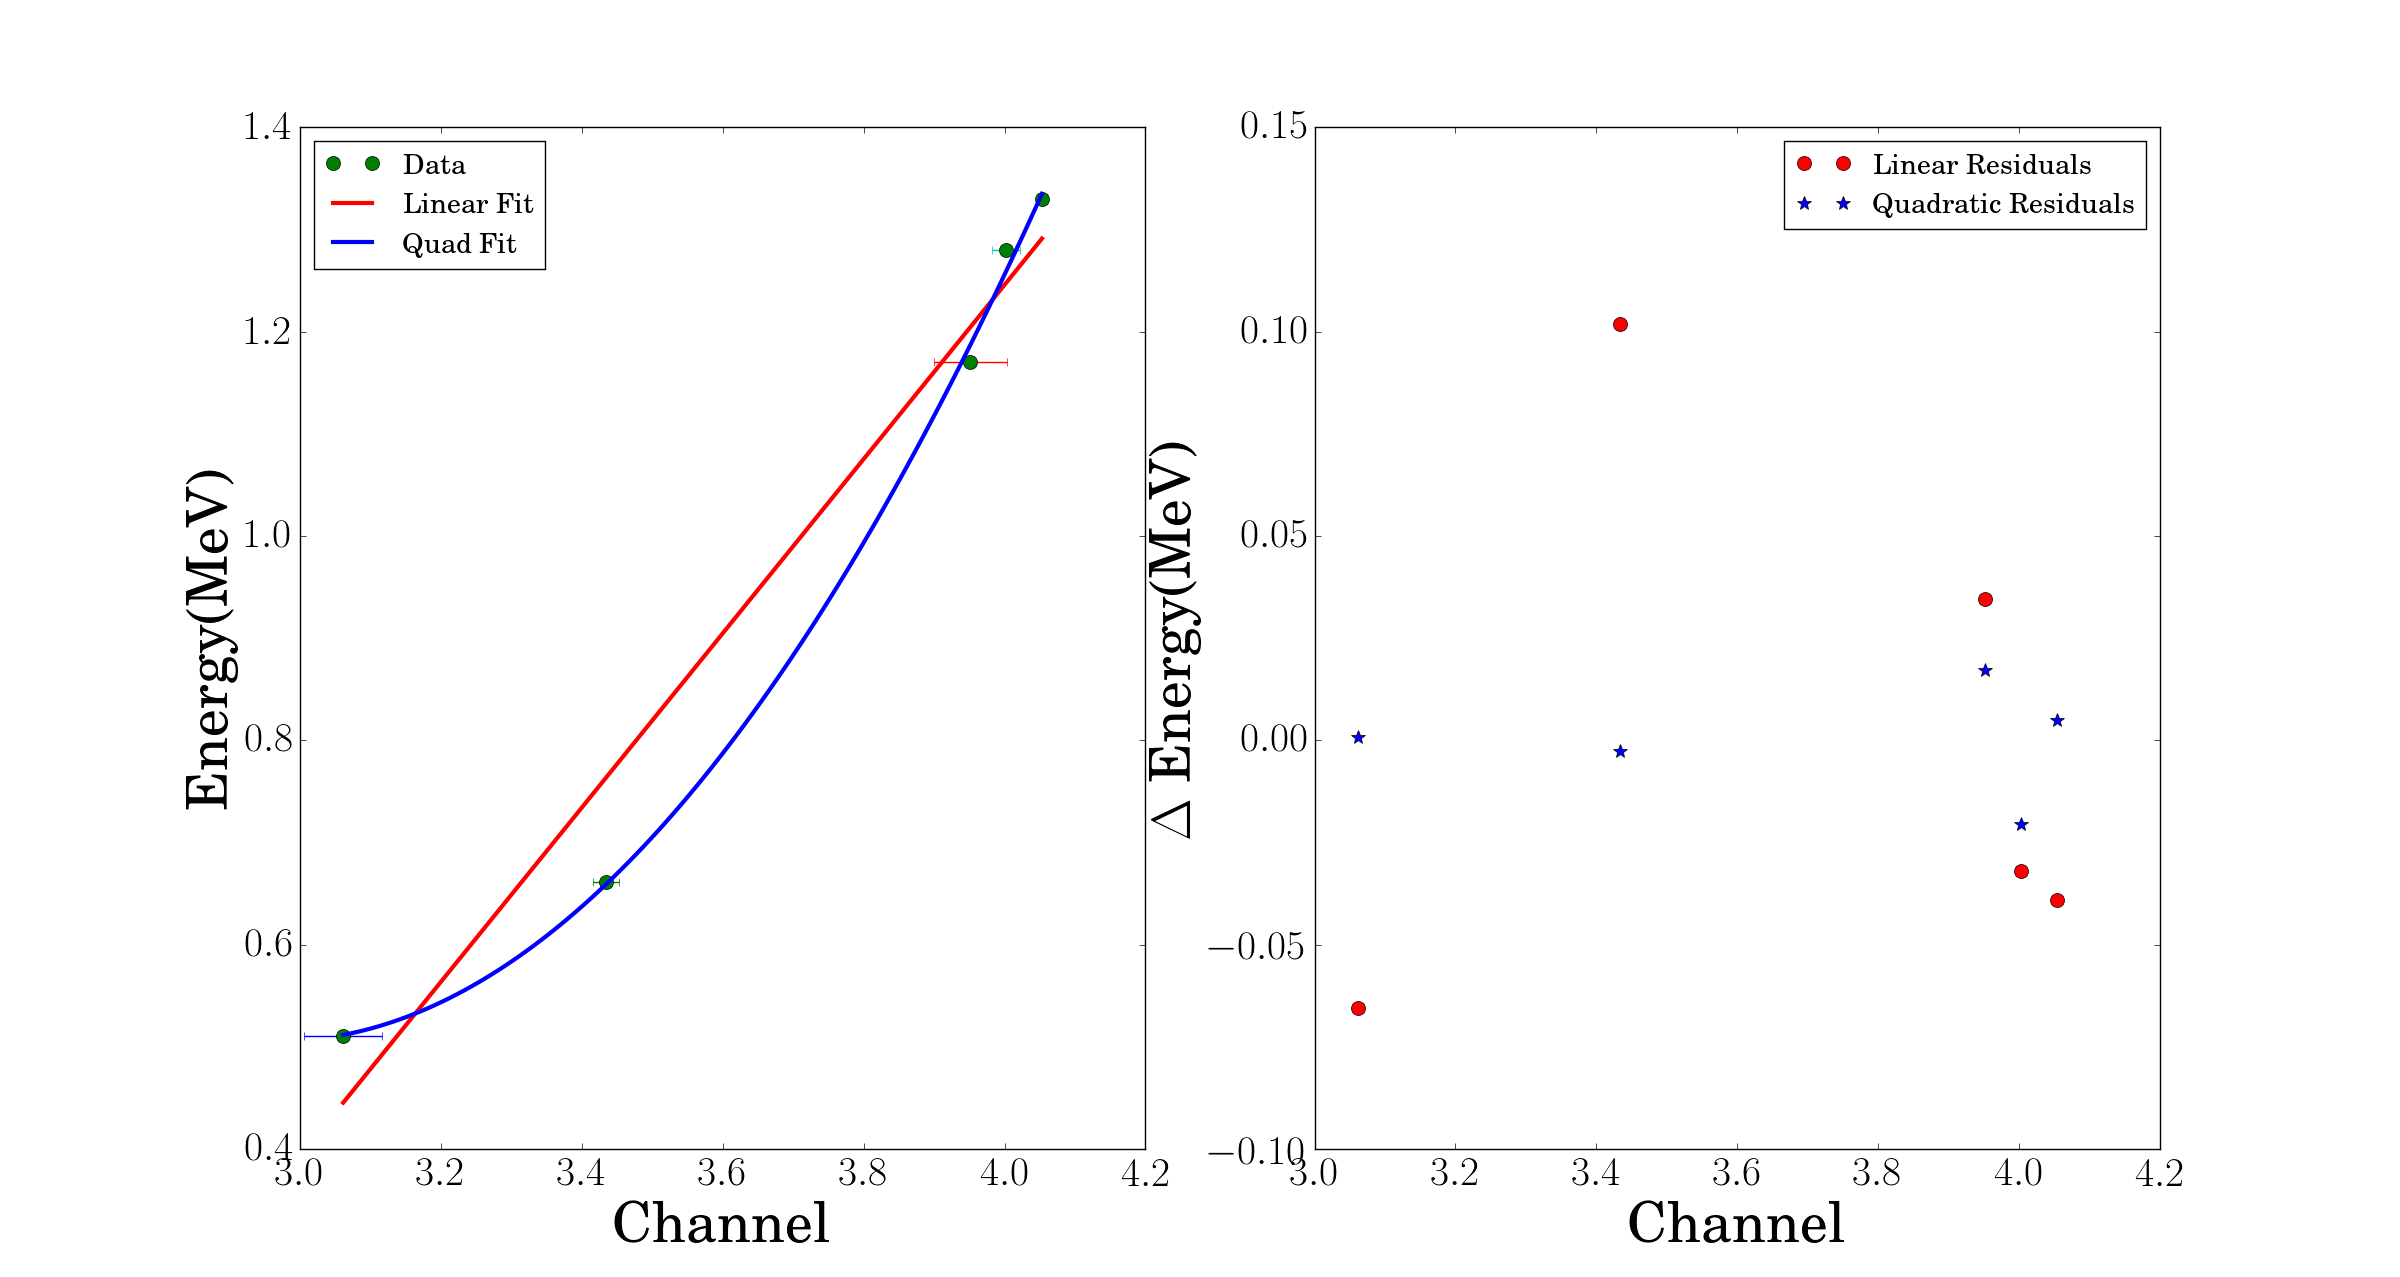 1.4
1.2
1.0
0.8
0.6
0.4
3.0
3.2
3.4
3.6
3.8
4.0
4.2
Energy(MeV)
Channel
Data
Linear Fit
Quad Fit
0.15
0.10
0.05
0.00
−0.05
−0.10
3.0
3.2
3.4
3.6
3.8
4.0
4.2
△ Energy(MeV)
Channel
Linear Residuals
Quadratic Residuals